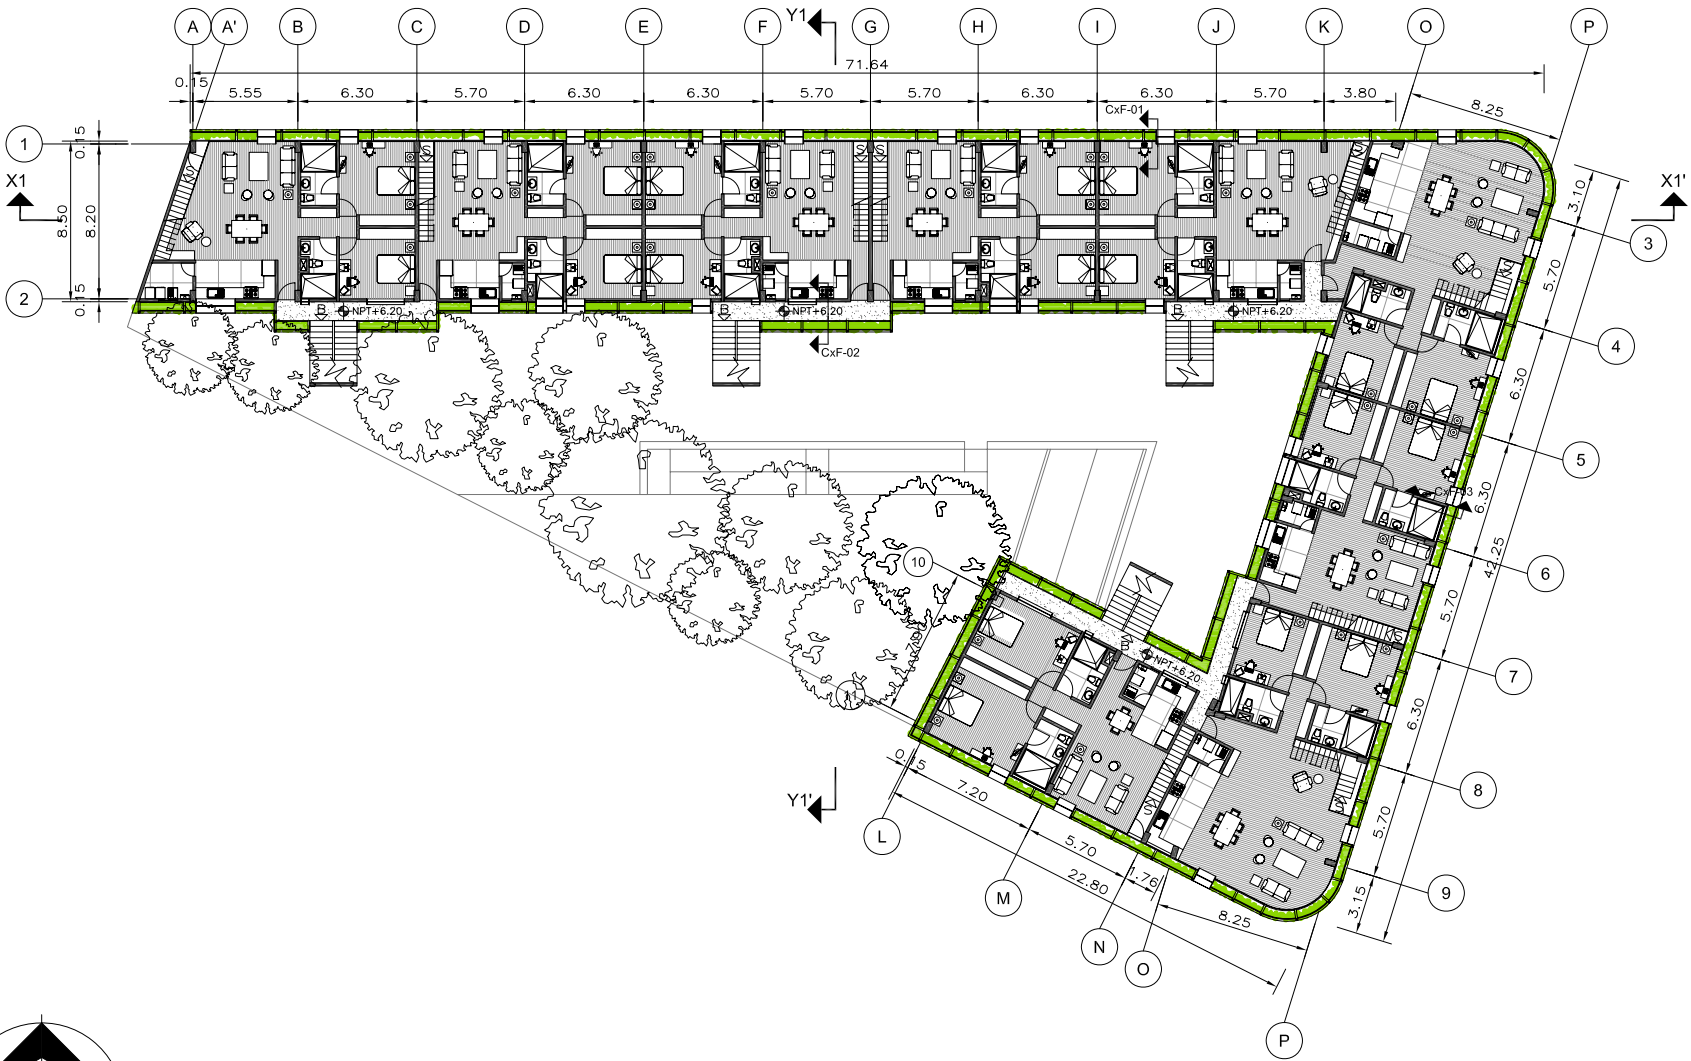 A A' B C D E F Y1 G H I J K O P
71.64
0.15 5.55 6.30 5.70 6.30 6.30 5.70 5.70 6.30 6.30 5.70 3.80 8.25
CxF-01
1
0.15
X1
8.50
8.20
2
0.15
S S S S S
X1'
3.10
3
5.70
S
B NPT+6.20
B NPT+6.20
B NPT+6.20
CxF-02
4
6.30
5
CxF-03
6.30
42.25
6
10
5.70
S
7
B NPT+6.20
7.90
11
6.30
8
Y1'
0.15
7.20
S
S
5.70
L
5.70
1.76
22.80
9
M
8.25
3.15
N
O
P